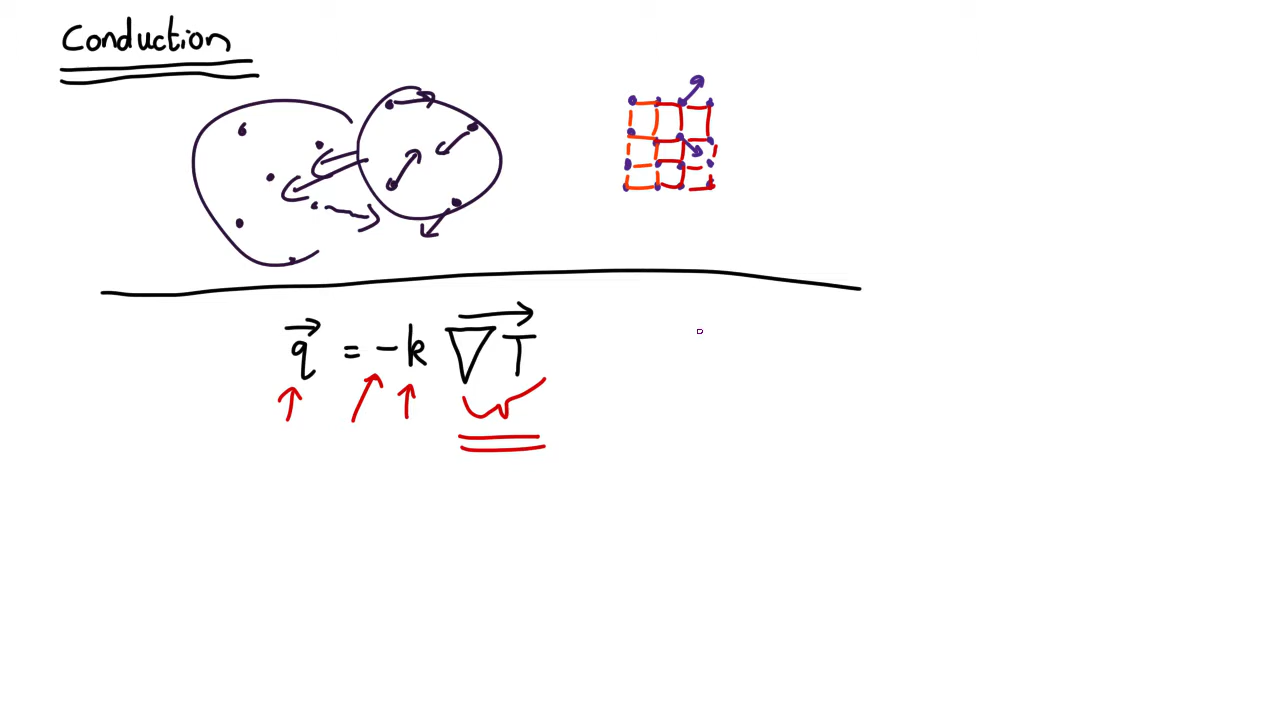 Conduction
q⃗ = -k ∇⃗T